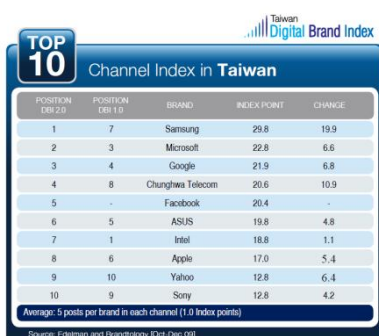 Taiwan
Digital Brand Index
TOP
10
Channel Index in Taiwan
POSITION DBI 2.0 POSITION DBI 1.0 BRAND INDEX POINT CHANGE
1 7 Samsung 29.8 19.9
2 3 Microsoft 22.8 6.6
3 4 Google 21.9 6.8
4 8 Chunghwa Telecom 20.6 10.9
5 - Facebook 20.4 -
6 5 ASUS 19.8 4.8
7 1 Intel 18.8 1.1
8 6 Apple 17.0 5.4
9 10 Yahoo 12.8 6.4
10 9 Sony 12.8 4.2
Average: 5 posts per brand in each channel (1.0 Index points)
Source: Edelman and Brandtology [Oct-Dec 09]